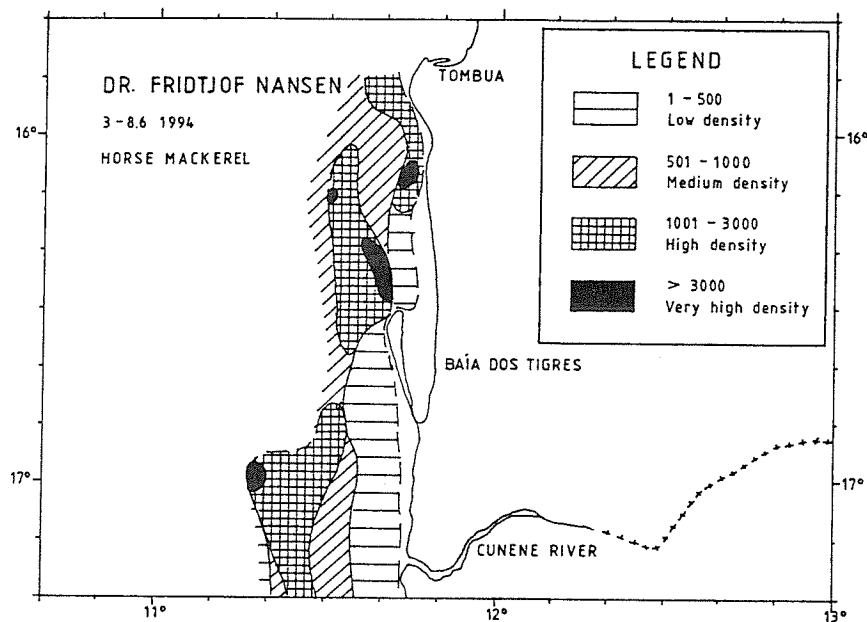 DR. FRIDTJOF NANSEN
3-8.6 1994
HORSE MACKEREL
TOMBUA
LEGEND
1 - 500
Low density
501 - 1000
Medium density
1001 - 3000
High density
> 3000
Very high density
16°
16°
BAÍA DOS TIGRES
17°
17°
CUNENE RIVER
11°
12°
13°